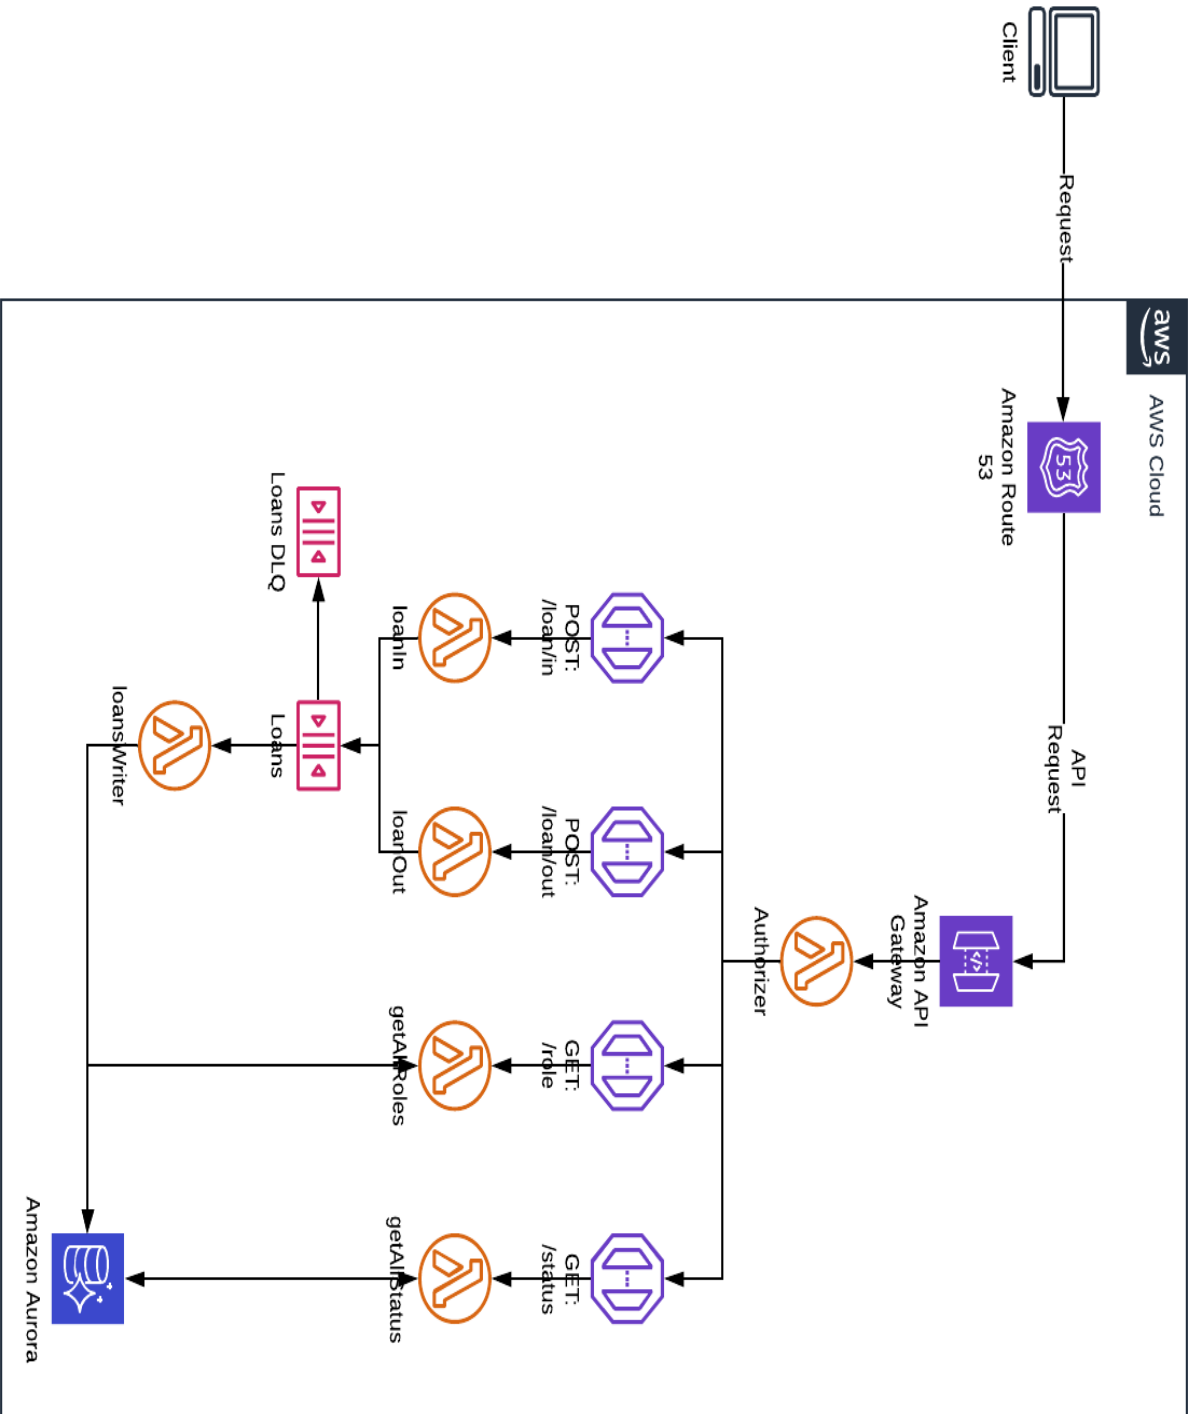 Client
Request
aws
AWS Cloud
53
Amazon Route
53
API
Request
Amazon API
Gateway
Authorizer
POST:
/loan/in
POST:
/loan/out
GET:
/role
GET:
/status
loanIn
loanOut
getAllRoles
getAllStatus
Loans DLQ
Loans
loansWriter
Amazon Aurora